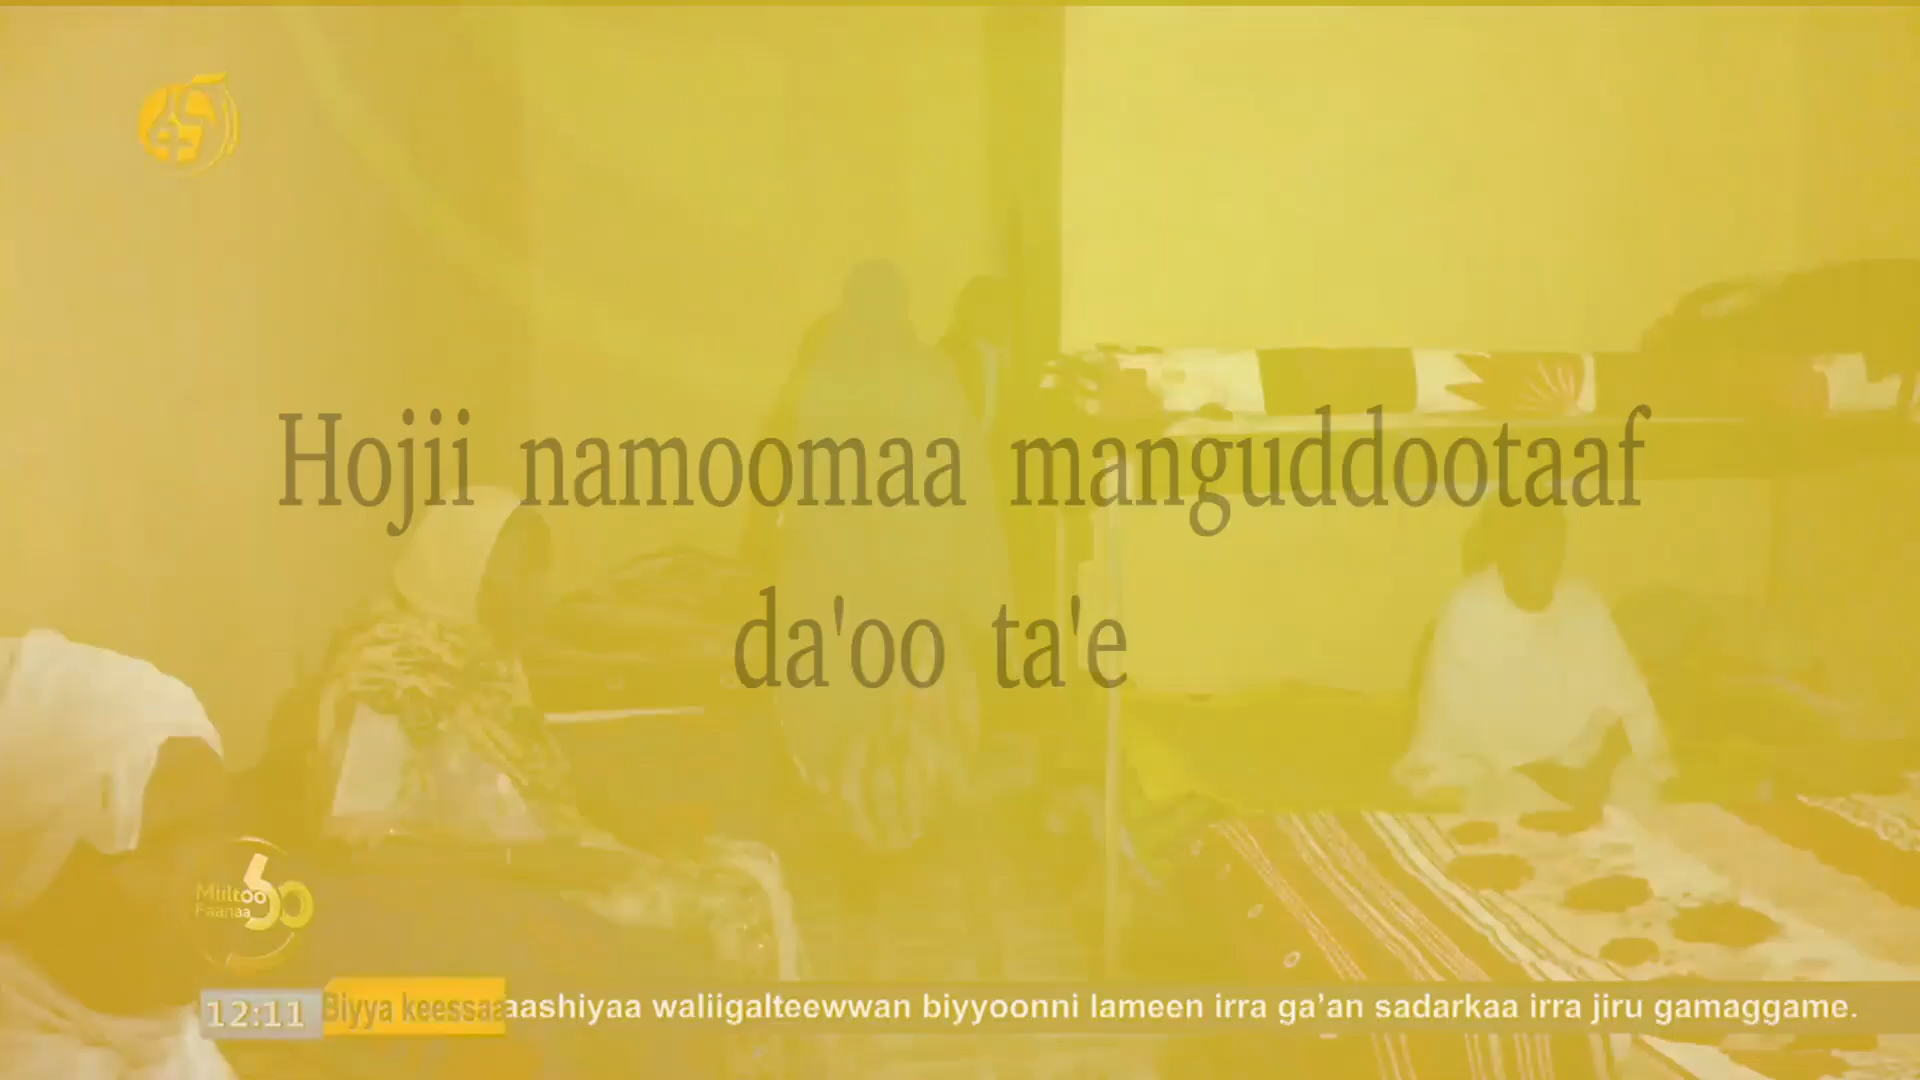 Hojii namoomaa manguddootaaf
da'oo ta'e
Miiltoo
Faanaa
50
12:11
Biyya keessaa
aashiyaa waliigalteewwan biyyoonni lameen irra ga’an sadarkaa irra jiru gamaggame.